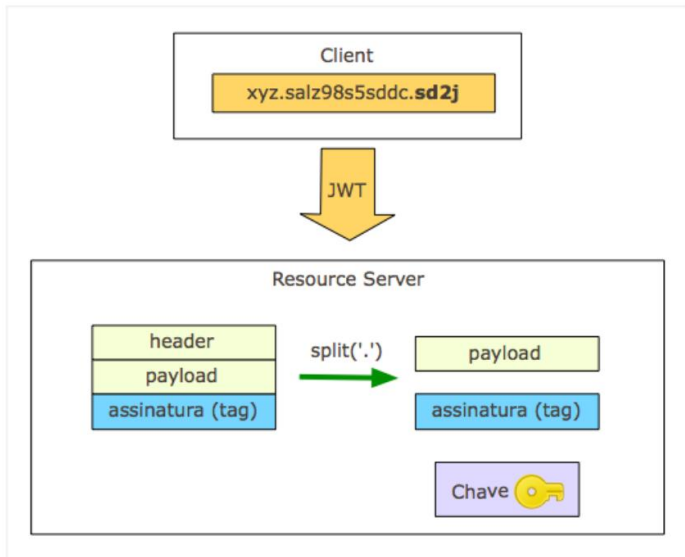 Client
xyz.salz98s5sddc.sd2j
JWT
Resource Server
header
payload
assinatura (tag)
split('.')
payload
assinatura (tag)
Chave